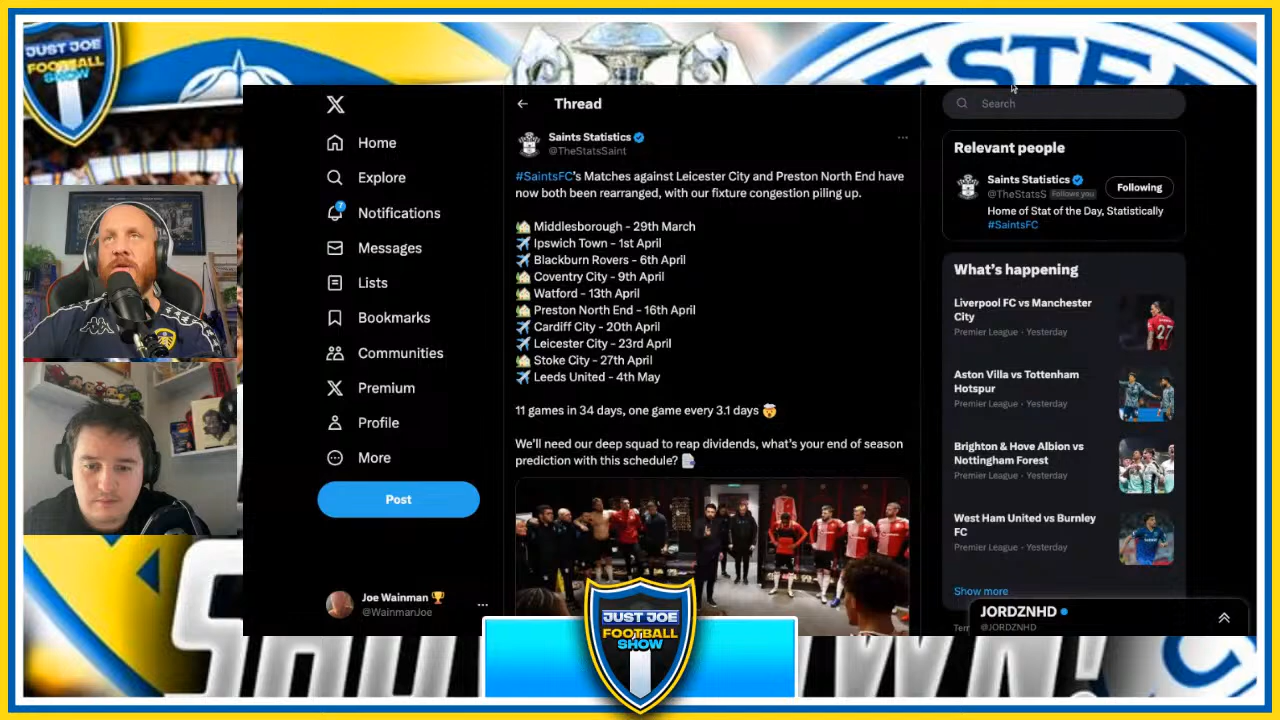 JUST JOE
FOOTBALL
SHOW
STE
Thread
Search
Saints Statistics
@TheStatsSaint
Relevant people
Home
Explore
7
Notifications
Messages
Lists
Bookmarks
Communities
Premium
Profile
More
Post
Joe Wainman 🏆
@WainmanJoe
#SaintsFC's Matches against Leicester City and Preston North End have
now both been rearranged, with our fixture congestion piling up.
🏡 Middlesborough - 29th March
✈️ Ipswich Town - 1st April
✈️ Blackburn Rovers - 6th April
🏡 Coventry City - 9th April
🏡 Watford - 13th April
🏡 Preston North End - 16th April
✈️ Cardiff City - 20th April
✈️ Leicester City - 23rd April
🏡 Stoke City - 27th April
✈️ Leeds United - 4th May
11 games in 34 days, one game every 3.1 days 🤯
We'll need our deep squad to reap dividends, what's your end of season
prediction with this schedule?
Saints Statistics
@TheStatsS Follows you
Following
Home of Stat of the Day, Statistically
#SaintsFC
What's happening
Liverpool FC vs Manchester
City
Premier League · Yesterday
Aston Villa vs Tottenham
Hotspur
Premier League · Yesterday
Brighton & Hove Albion vs
Nottingham Forest
Premier League · Yesterday
West Ham United vs Burnley
FC
Premier League · Yesterday
Show more
JORDZNHD
@JORDZNHD
JUST JOE
FOOTBALL
SHOW